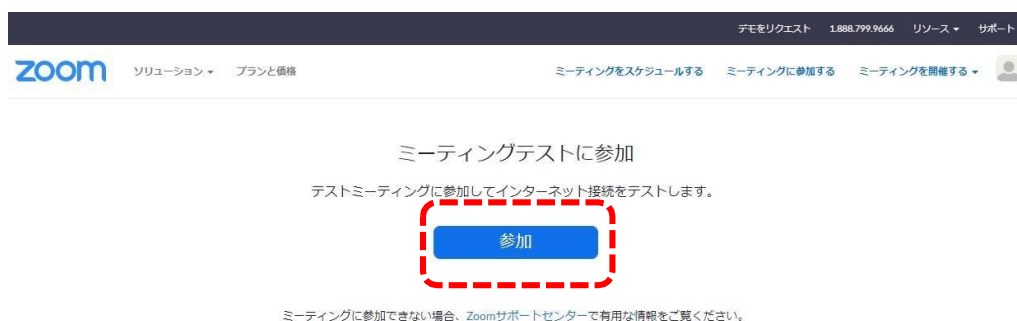 デモをリクエスト 1.888.799.9666 リソース サポート
zoom ソリューション プランと価格 ミーティングをスケジュールする ミーティングに参加する ミーティングを開催する
ミーティングテストに参加
テストミーティングに参加してインターネット接続をテストします。
参加
ミーティングに参加できない場合、Zoomサポートセンターで有用な情報をご覧ください。